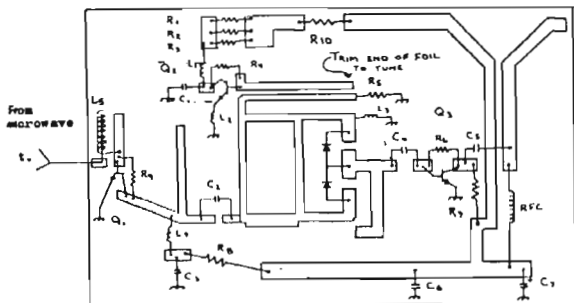 R1
R2
R3
R10
TRIM END OF FOIL
TO TUNE
Q2
L1
R4
R5
C1
L2
L3
Q3
From
microwave
L5
C4
R6
C5
R9
C2
R7
RFC
Q1
L4
R8
C3
C6
C7